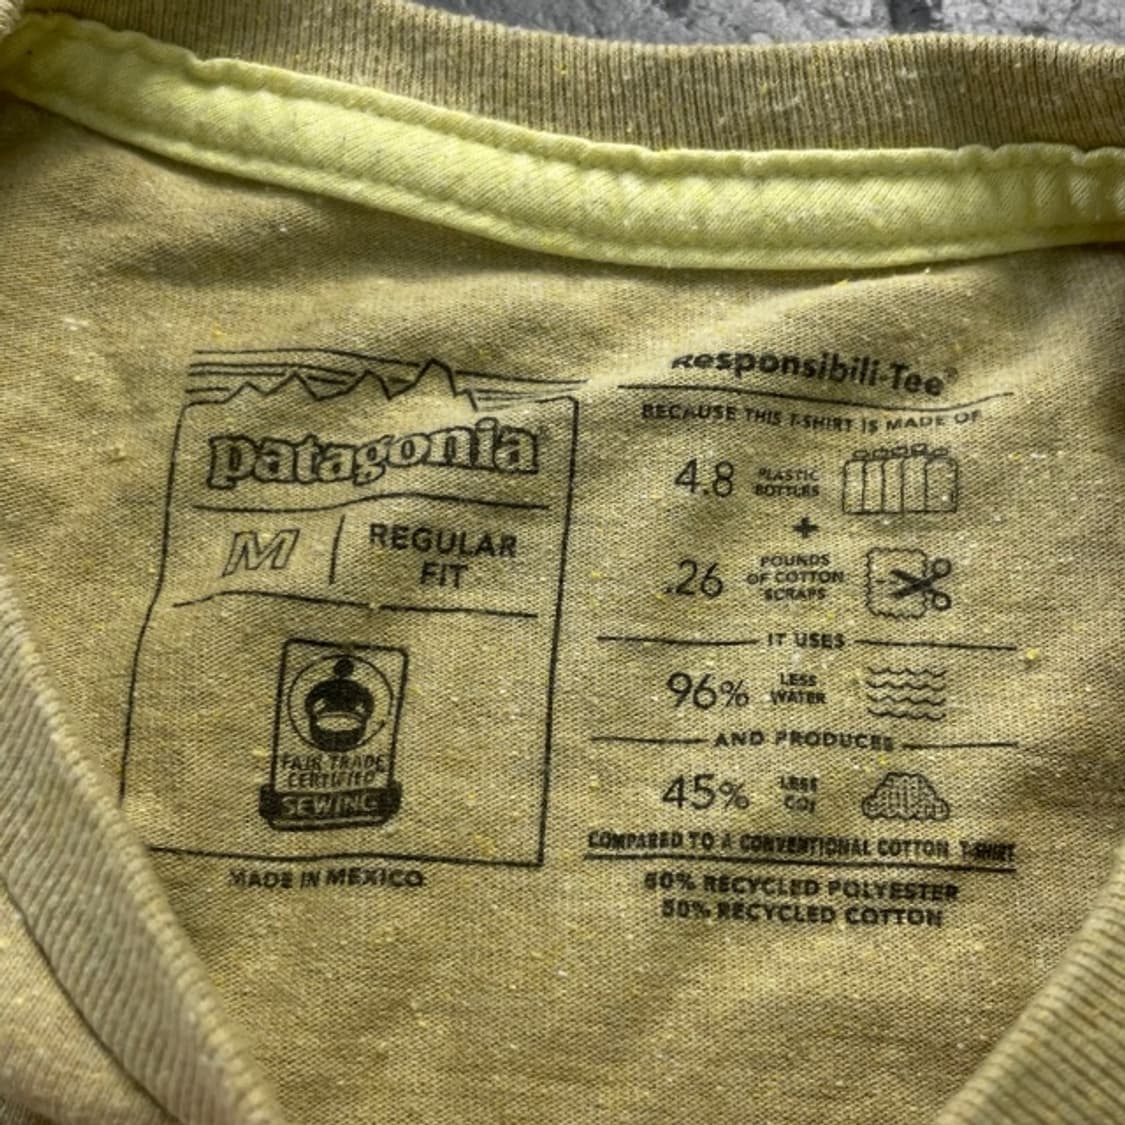 patagonia
M
REGULAR
FIT
FAIR TRADE
CERTIFIED
SEWING
MADE IN MEXICO
Responsibili-Tee®
BECAUSE THIS T-SHIRT IS MADE OF
4.8 PLASTIC
BOTTLES
+
.26 POUNDS
OF COTTON
SCRAPS
IT USES
96% LESS
WATER
AND PRODUCES
45% LESS
CO2
COMPARED TO A CONVENTIONAL COTTON T-SHIRT
50% RECYCLED POLYESTER
50% RECYCLED COTTON